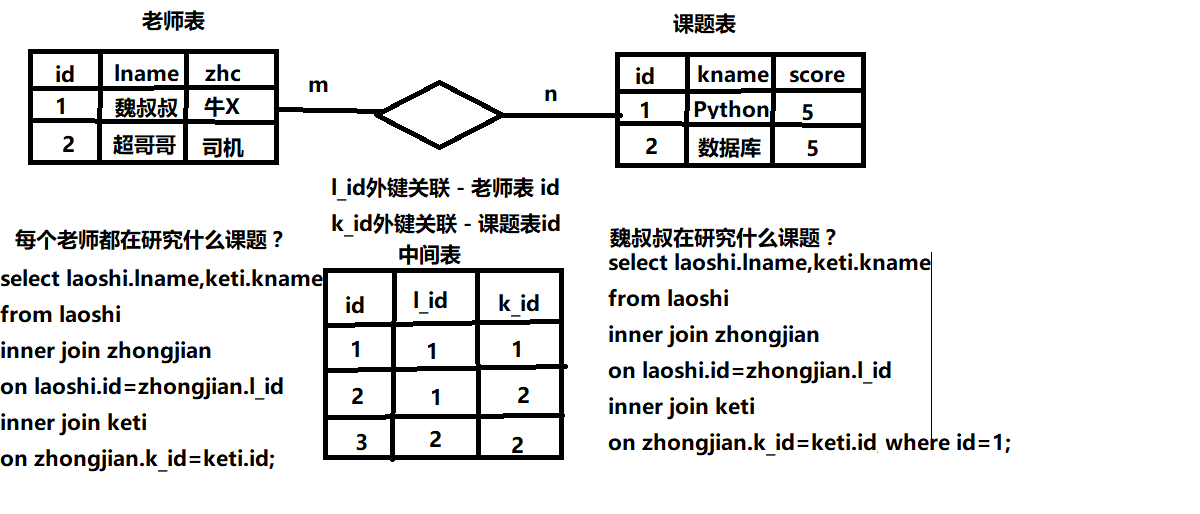 老师表
id lname zhc
1 魏叔叔 牛X
2 超哥哥 司机
m
n
课题表
id kname score
1 Python 5
2 数据库 5
l_id外键关联 - 老师表 id
k_id外键关联 - 课题表id
中间表
id l_id k_id
1 1 1
2 1 2
3 2 2
每个老师都在研究什么课题？
select laoshi.lname,keti.kname
from laoshi
inner join zhongjian
on laoshi.id=zhongjian.l_id
inner join keti
on zhongjian.k_id=keti.id;
魏叔叔在研究什么课题？
select laoshi.lname,keti.kname
from laoshi
inner join zhongjian
on laoshi.id=zhongjian.l_id
inner join keti
on zhongjian.k_id=keti.id where id=1;